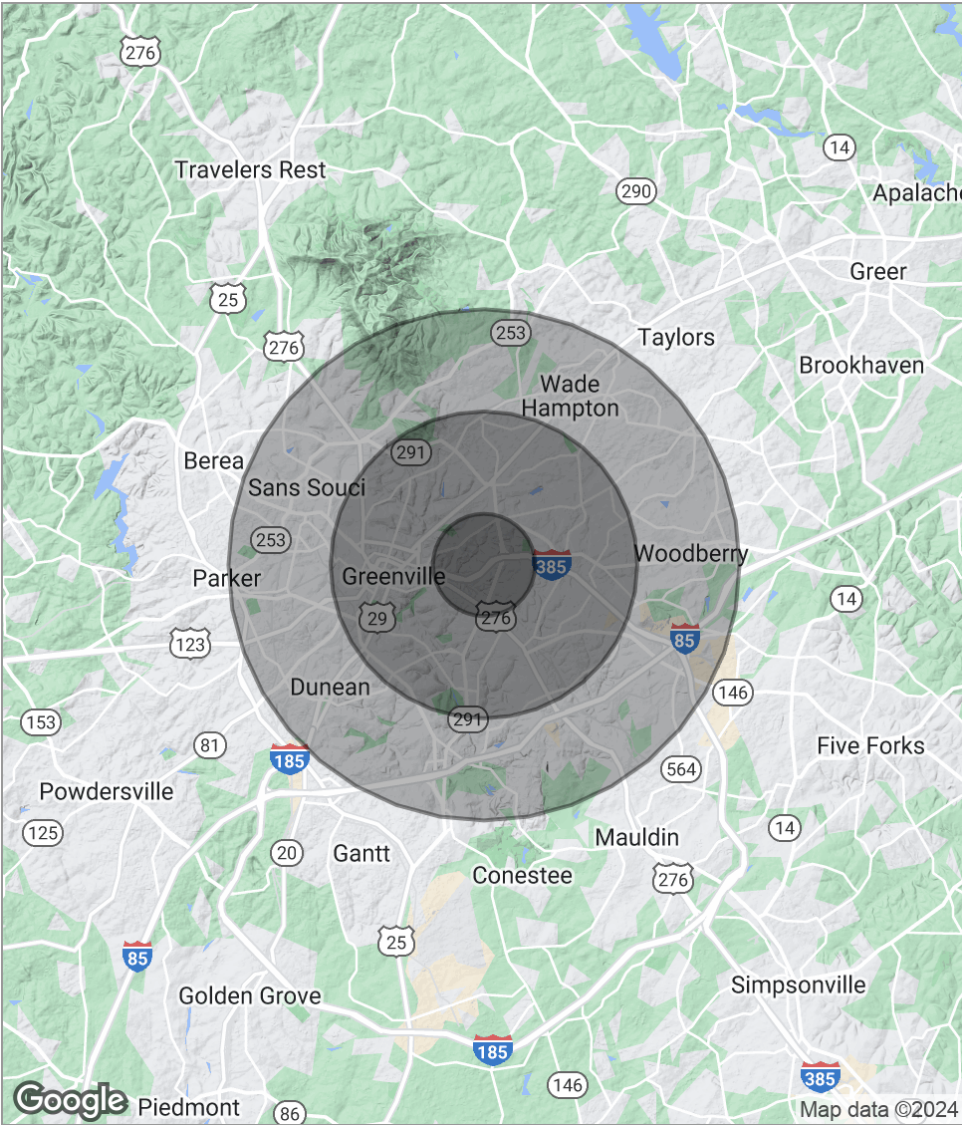 276
14
Travelers Rest
290
Apalache
Greer
25
253
276
Taylors
Brookhaven
Wade
Hampton
291
Berea
Sans Souci
253
Woodberry
385
Parker
Greenville
14
29
276
85
123
Dunean
146
291
153
81
Five Forks
185
564
Powdersville
125
14
Mauldin
20
Gantt
Conestee
276
25
85
Simpsonville
Golden Grove
185
385
146
Google
Piedmont
86
Map data ©2024